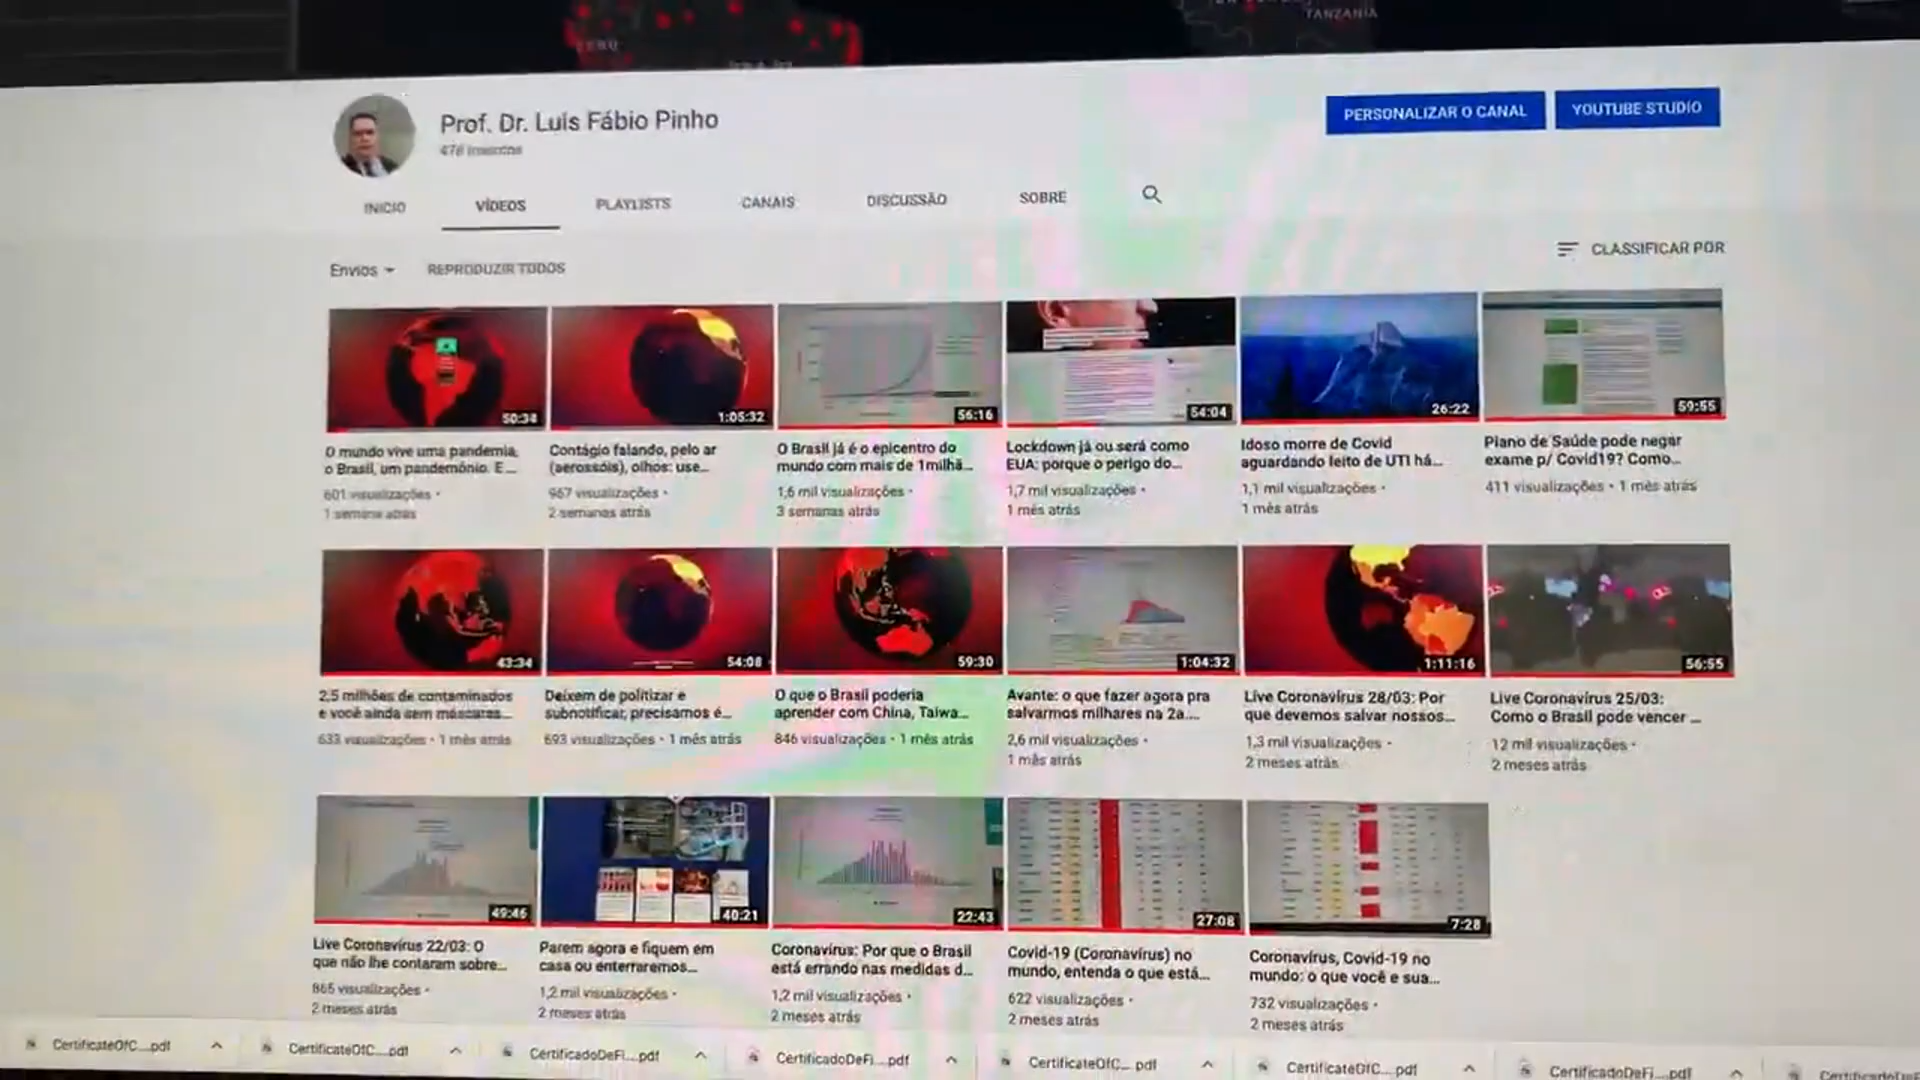 PERU
TANZANIA
Prof. Dr. Luis Fábio Pinho
478 inscritos
PERSONALIZAR O CANAL
YOUTUBE STUDIO
INÍCIO
VÍDEOS
PLAYLISTS
CANAIS
DISCUSSÃO
SOBRE
Envios
REPRODUZIR TODOS
CLASSIFICAR POR
50:34
1:05:32
56:16
54:04
26:22
59:55
O mundo vive uma pandemia,
o Brasil, um pandemônio. E...
601 visualizações •
1 semana atrás
Contágio falando, pelo ar
(aerossóis), olhos: use...
967 visualizações •
2 semanas atrás
O Brasil já é o epicentro do
mundo com mais de 1milhã...
1,6 mil visualizações •
3 semanas atrás
Lockdown já ou será como
EUA: porque o perigo do...
1,7 mil visualizações •
1 mês atrás
Idoso morre de Covid
aguardando leito de UTI há...
1,1 mil visualizações •
1 mês atrás
Plano de Saúde pode negar
exame p/ Covid19? Como...
411 visualizações • 1 mês atrás
43:34
54:08
59:30
1:04:32
1:11:16
56:55
2,5 milhões de contaminados
e você ainda sem máscaras...
633 visualizações • 1 mês atrás
Deixem de politizar e
subnotificar, precisamos é...
693 visualizações • 1 mês atrás
O que o Brasil poderia
aprender com China, Taiwa...
846 visualizações • 1 mês atrás
Avante: o que fazer agora pra
salvarmos milhares na 2a....
2,6 mil visualizações •
1 mês atrás
Live Coronavírus 28/03: Por
que devemos salvar nossos...
1,3 mil visualizações •
2 meses atrás
Live Coronavírus 25/03:
Como o Brasil pode vencer ...
12 mil visualizações •
2 meses atrás
49:46
40:21
22:43
27:08
7:28
Live Coronavírus 22/03: O
que não lhe contaram sobre...
865 visualizações •
2 meses atrás
Parem agora e fiquem em
casa ou enterraremos...
1,2 mil visualizações •
2 meses atrás
Coronavírus: Por que o Brasil
está errando nas medidas d...
1,2 mil visualizações •
2 meses atrás
Covid-19 (Coronavírus) no
mundo, entenda o que está...
622 visualizações •
2 meses atrás
Coronavírus, Covid-19 no
mundo: o que você e sua...
732 visualizações •
2 meses atrás
CertificateOfC....pdf
CertificateOfC....pdf
CertificadoDeFi....pdf
CertificadoDeFi....pdf
CertificateOfC....pdf
CertificateOfC....pdf
CertificadoDeFi....pdf